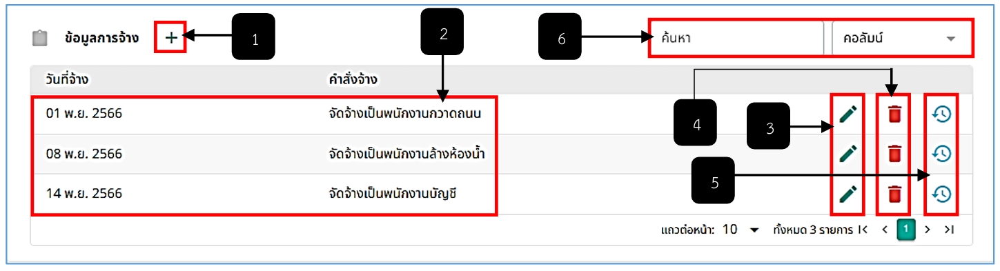 ข้อมูลการจ้าง + 1 2 6 ค้นหา คอลัมน์
วันที่จ้าง คำสั่งจ้าง
01 พ.ย. 2566 จัดจ้างเป็นพนักงานกวาดถนน 4 3
08 พ.ย. 2566 จัดจ้างเป็นพนักงานล้างห้องน้ำ
5
14 พ.ย. 2566 จัดจ้างเป็นพนักงานบัญชี
แถวต่อหน้า: 10 ทั้งหมด 3 รายการ |< < 1 > >|